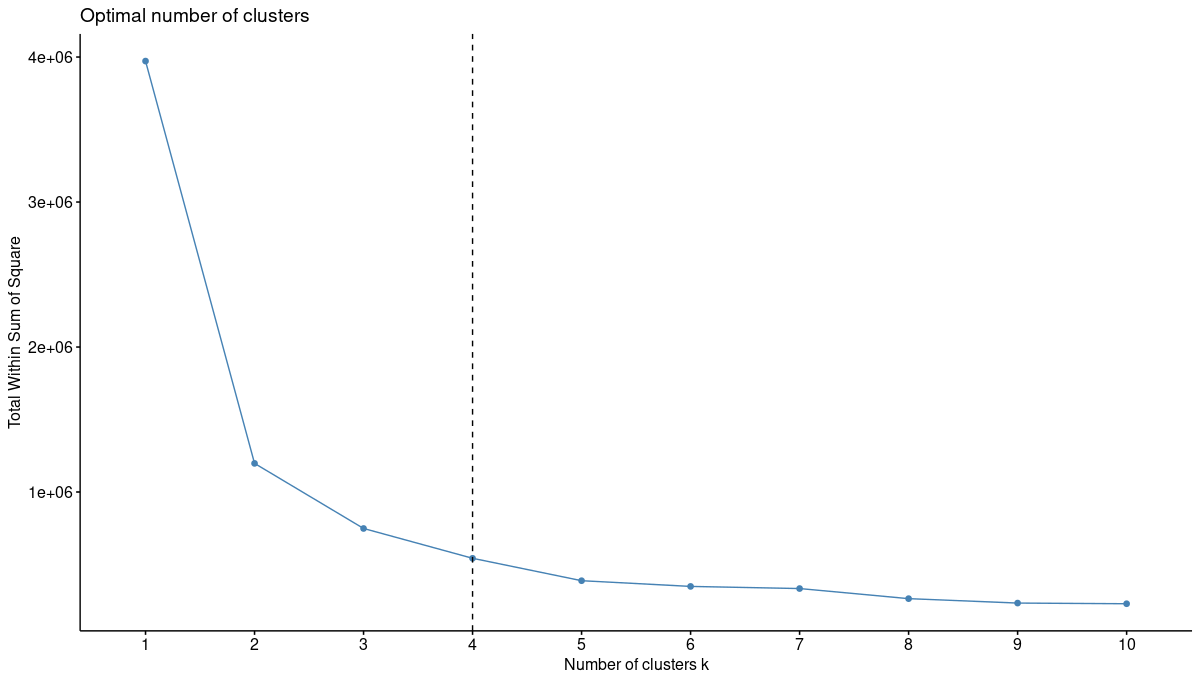 Optimal number of clusters
4e+06
3e+06
2e+06
1e+06
Total Within Sum of Square
1 2 3 4 5 6 7 8 9 10
Number of clusters k